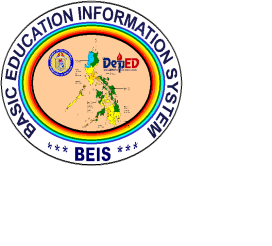 BASIC EDUCATION INFORMATION SYSTEM
DepED
*** BEIS ***